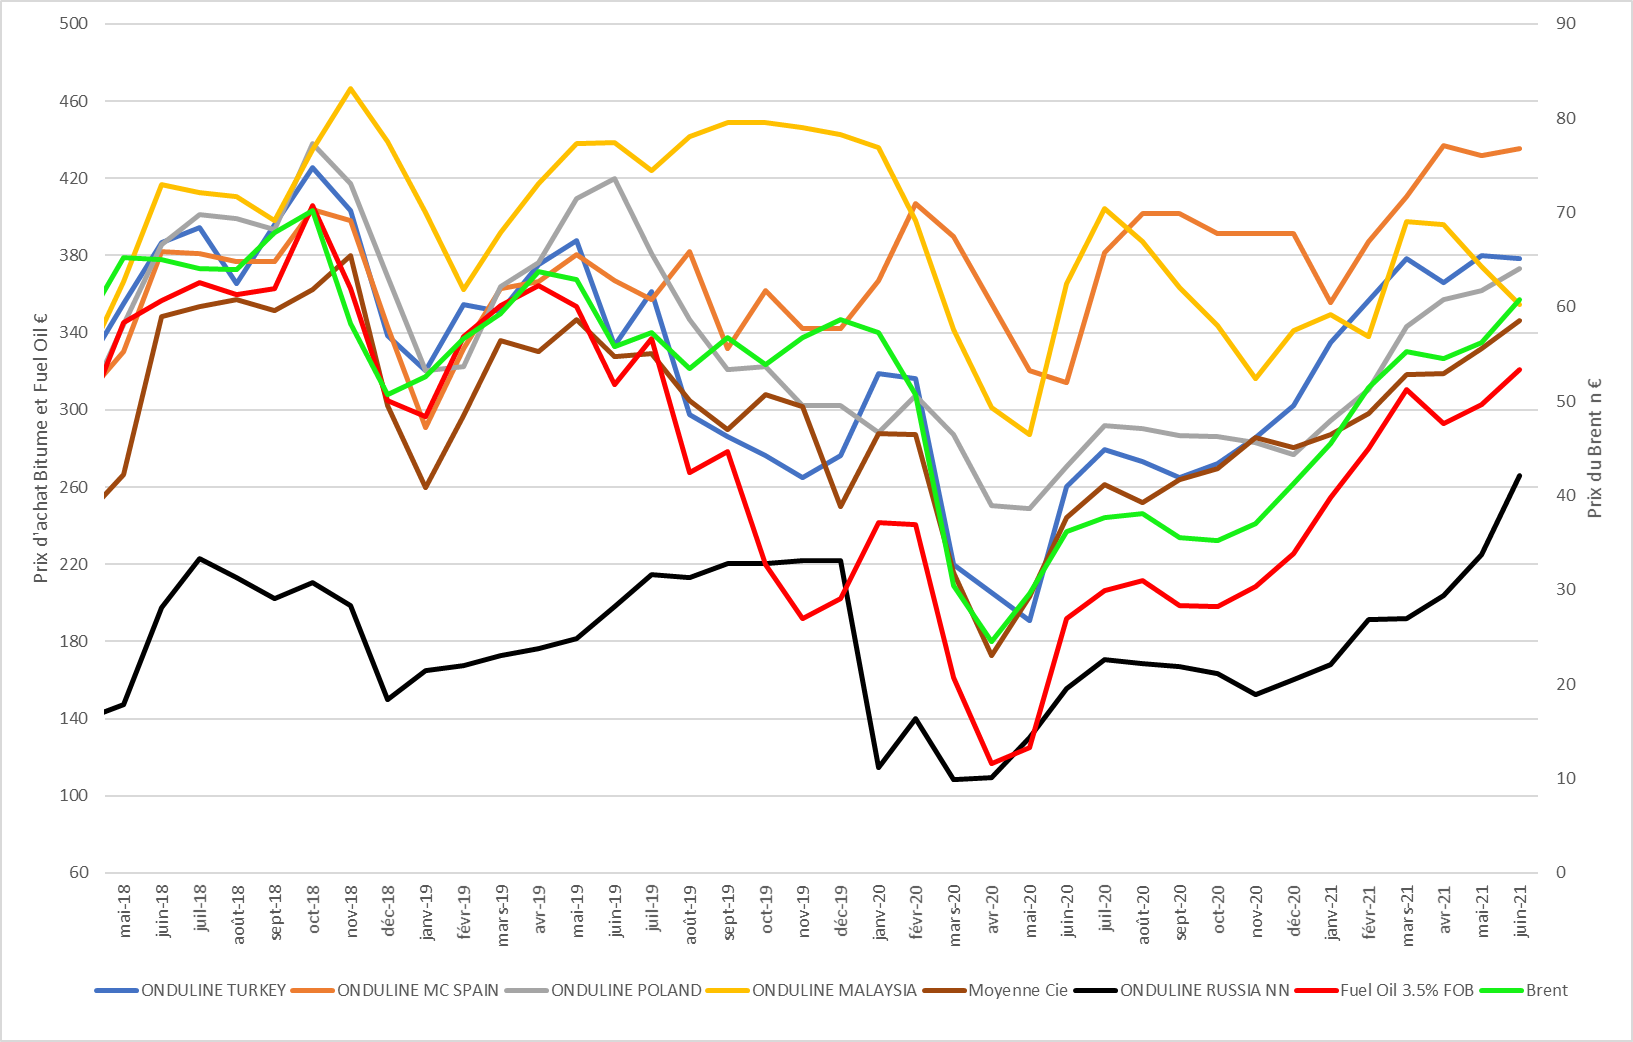 500
460
420
380
340
300
260
220
180
140
100
60
Prix d'achat Bitume et Fuel Oil €
90
80
70
60
50
40
30
20
10
0
Prix du Brent n €
mai-18
juin-18
juil-18
août-18
sept-18
oct-18
nov-18
déc-18
janv-19
févr-19
mars-19
avr-19
mai-19
juin-19
juil-19
août-19
sept-19
oct-19
nov-19
déc-19
janv-20
févr-20
mars-20
avr-20
mai-20
juin-20
juil-20
août-20
sept-20
oct-20
nov-20
déc-20
janv-21
févr-21
mars-21
avr-21
mai-21
juin-21
ONDULINE TURKEY ONDULINE MC SPAIN ONDULINE POLAND ONDULINE MALAYSIA Moyenne Cie ONDULINE RUSSIA NN Fuel Oil 3.5% FOB Brent